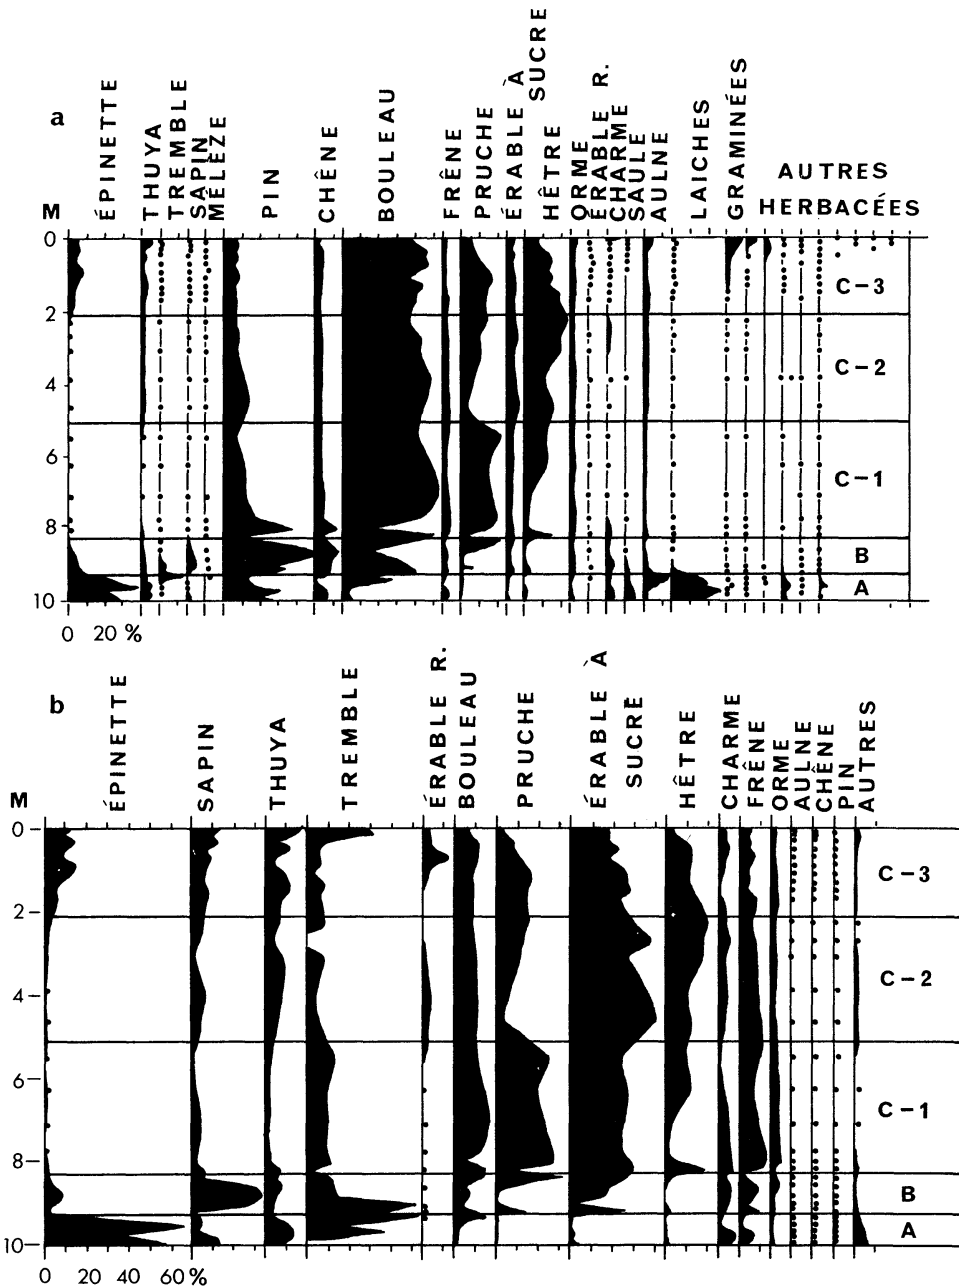 a
ÉPINETTE
THUYA
TREMBLE
SAPIN
MÉLÈZE
PIN
CHÊNE
BOULEAU
FRÊNE
PRUCHE
ÉRABLE À SUCRE
HÊTRE
ORME
ÉRABLE R.
CHARME
SAULE
AULNE
LAICHES
GRAMINÉES
AUTRES
HERBACÉES
M
0
2
4
6
8
10
C-3
C-2
C-1
B
A
0 20 %
b
ÉPINETTE
SAPIN
THUYA
TREMBLE
ÉRABLE R.
BOULEAU
PRUCHE
ÉRABLE À
SUCRE
HÊTRE
CHARME
FRÊNE
ORME
AULNE
CHÊNE
PIN
AUTRES
M
0
2
4
6
8
10
C-3
C-2
C-1
B
A
0 20 40 60 %